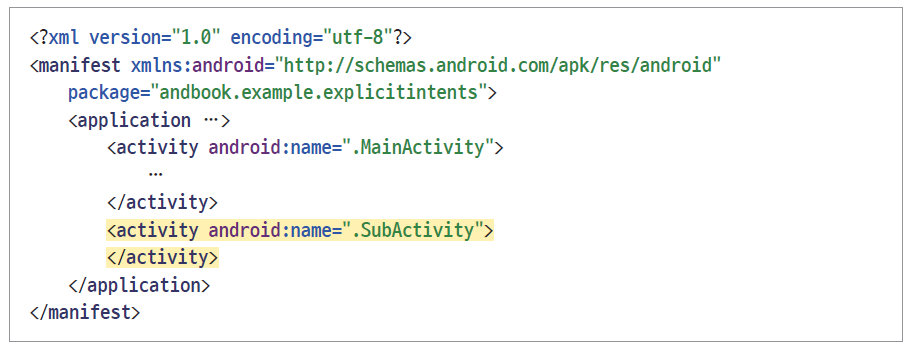 <?xml version="1.0" encoding="utf-8"?>
<manifest xmlns:android="http://schemas.android.com/apk/res/android"
package="andbook.example.explicitintents">
<application …>
<activity android:name=".MainActivity">
…
</activity>
<activity android:name=".SubActivity">
</activity>
</application>
</manifest>